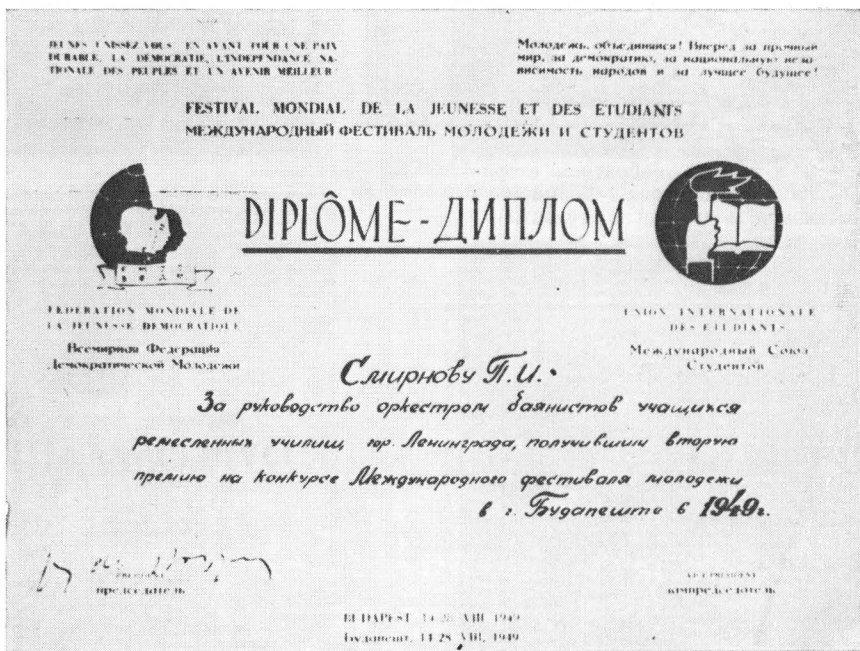 JEUNES UNISSEZ-VOUS EN AVANT POUR UNE PAIX
DURABLE, LA DEMOCRATIE, L'INDEPENDANCE NA-
TIONALE DES PEUPLES ET UN AVENIR MEILLEUR
Молодежь, объединяйся! Вперед за прочный
мир, за демократию, за национальную неза-
висимость народов и за лучшее будущее!
FESTIVAL MONDIAL DE LA JEUNESSE ET DES ETUDIANTS
МЕЖДУНАРОДНЫЙ ФЕСТИВАЛЬ МОЛОДЕЖИ И СТУДЕНТОВ
DIPLÔME - ДИПЛОМ
FEDERATION MONDIALE DE
LA JEUNESSE DEMOCRATIQUE
Всемирная Федерация
Демократической Молодежи
UNION INTERNATIONALE
DES ETUDIANTS
Международный Союз
Студентов
Смирнову П.И.
За руководство оркестром баянистов учащихся
ремесленных училищ гор. Ленинграда, получившим вторую
премию на конкурсе Международного фестиваля молодежи
в г. Будапеште в 1949г.
PRESIDENT
председатель
VICE PRESIDENT
зампредседатель
BUDAPEST, 14-28 VIII 1949
Будапешт, 14-28 VIII, 1949